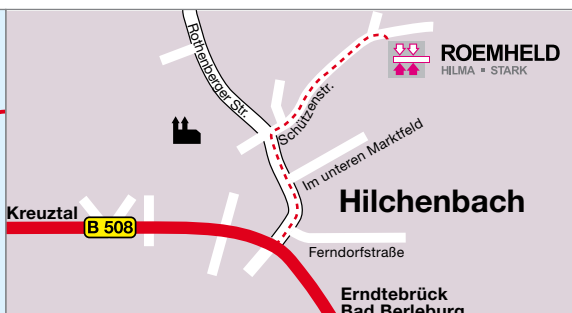 Rothenberger Str.
ROEMHELD
HILMA ▪ STARK
Schützenstr.
Im unteren Marktfeld
Hilchenbach
Kreuztal
B 508
Ferndorfstraße
Erndtebrück
Bad Berleburg